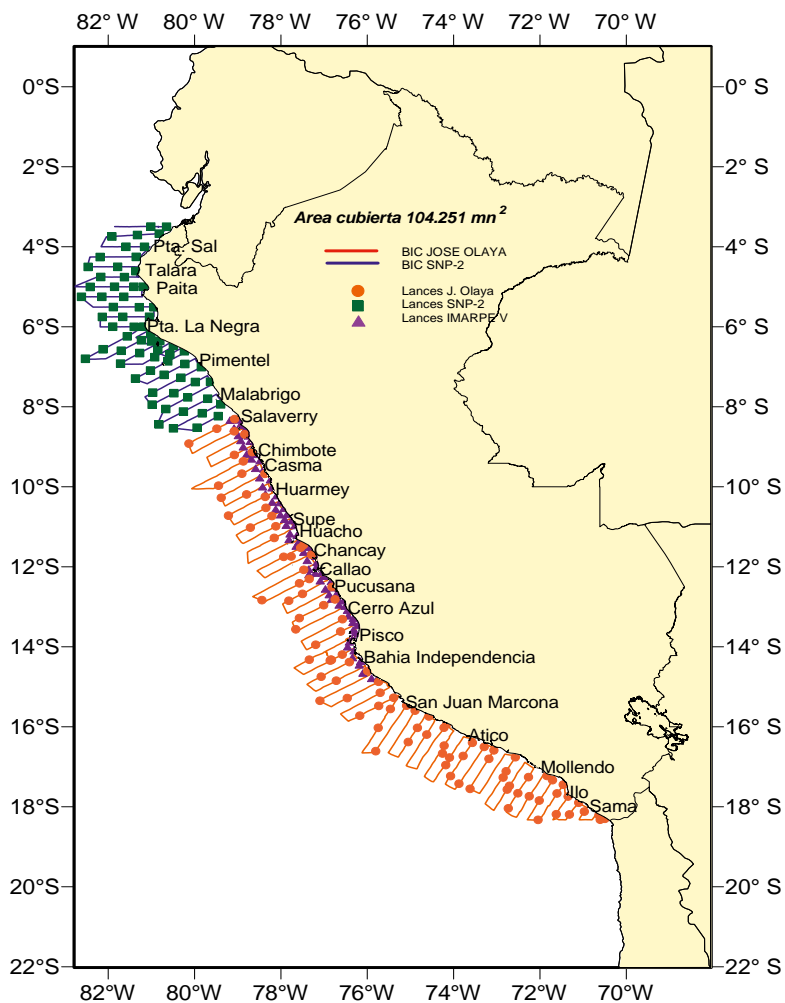 82°W 80°W 78°W 76°W 74°W 72°W 70°W
0°S 0° S
2°S 2° S
Area cubierta 104.251 mn 2
4°S Pta. Sal 4° S
BIC JOSE OLAYA
BIC SNP-2
Talara
Paita
Lances J. Olaya
Lances SNP-2
Lances IMARPE V
6°S Pta. La Negra 6° S
Pimentel
Malabrigo
8°S 8° S
Salaverry
Chimbote
Casma
10°S Huarmey 10° S
Supe
Huacho
Chancay
12°S Callao 12° S
Pucusana
Cerro Azul
Pisco
14°S 14° S
Bahia Independencia
San Juan Marcona
16°S Atico 16° S
Mollendo
Ilo
Sama
18°S 18° S
20°S 20° S
22°S 22° S
82°W 80°W 78°W 76°W 74°W 72°W 70°W